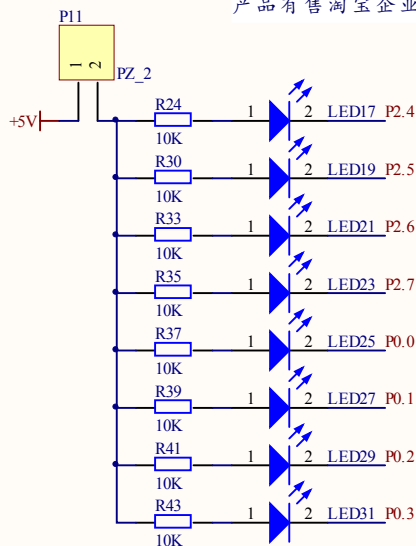 产品有售淘宝企业
P11
1 2
PZ_2
+5V
R24 1 2 LED17 P2.4
10K
R30 1 2 LED19 P2.5
10K
R33 1 2 LED21 P2.6
10K
R35 1 2 LED23 P2.7
10K
R37 1 2 LED25 P0.0
10K
R39 1 2 LED27 P0.1
10K
R41 1 2 LED29 P0.2
10K
R43 1 2 LED31 P0.3
10K